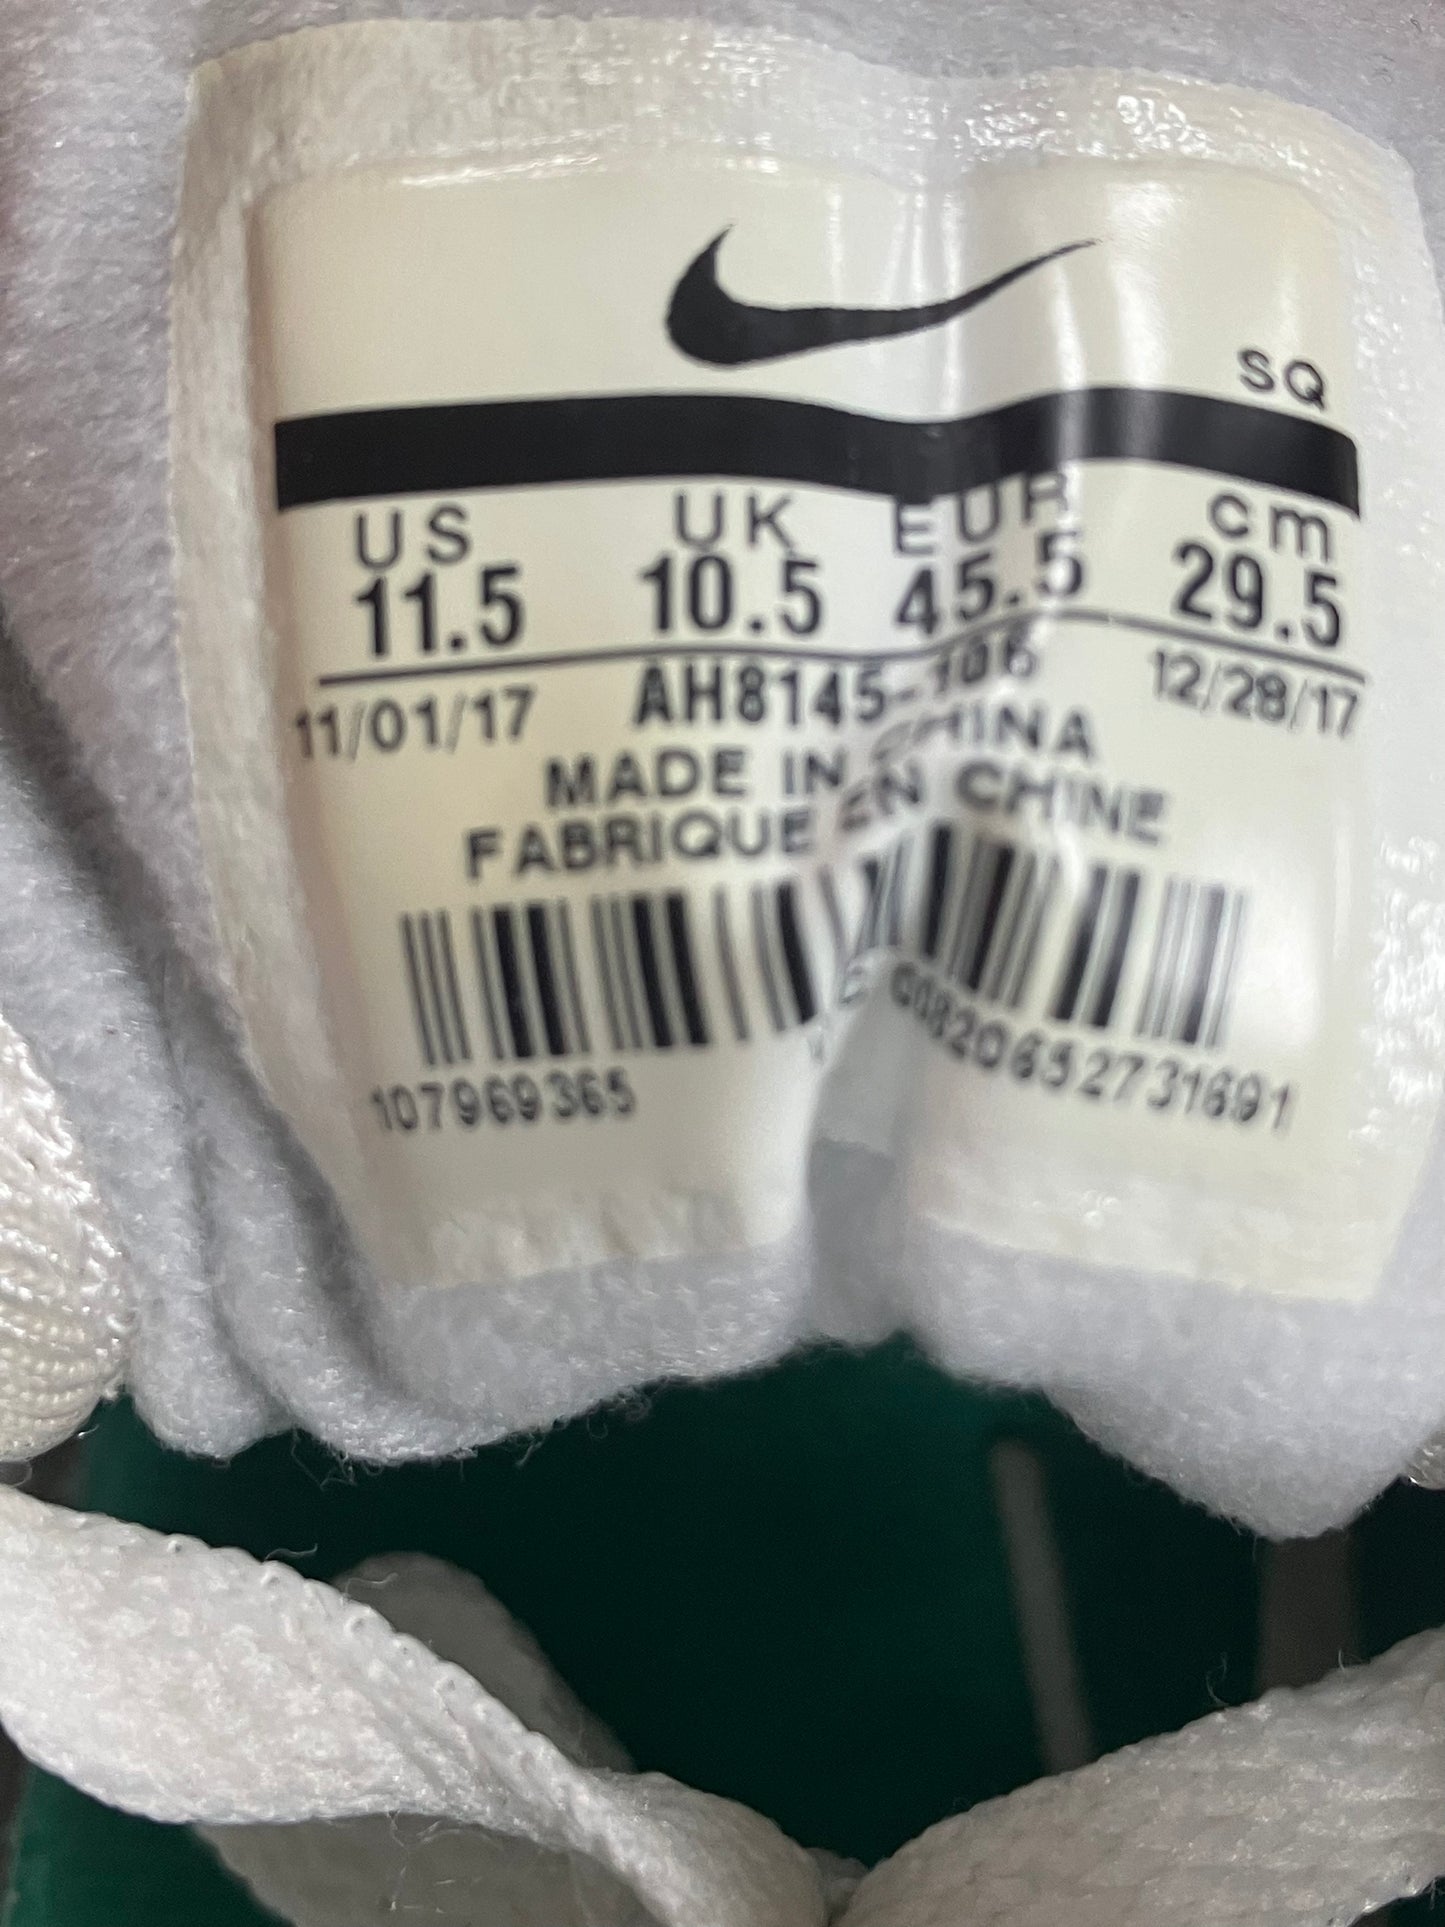 SQ
US UK EUR cm
11.5 10.5 45.5 29.5
11/01/17 AH8145-106 12/28/17
MADE IN CHINA
FABRIQUE EN CHINE
107969365 C0820652731691